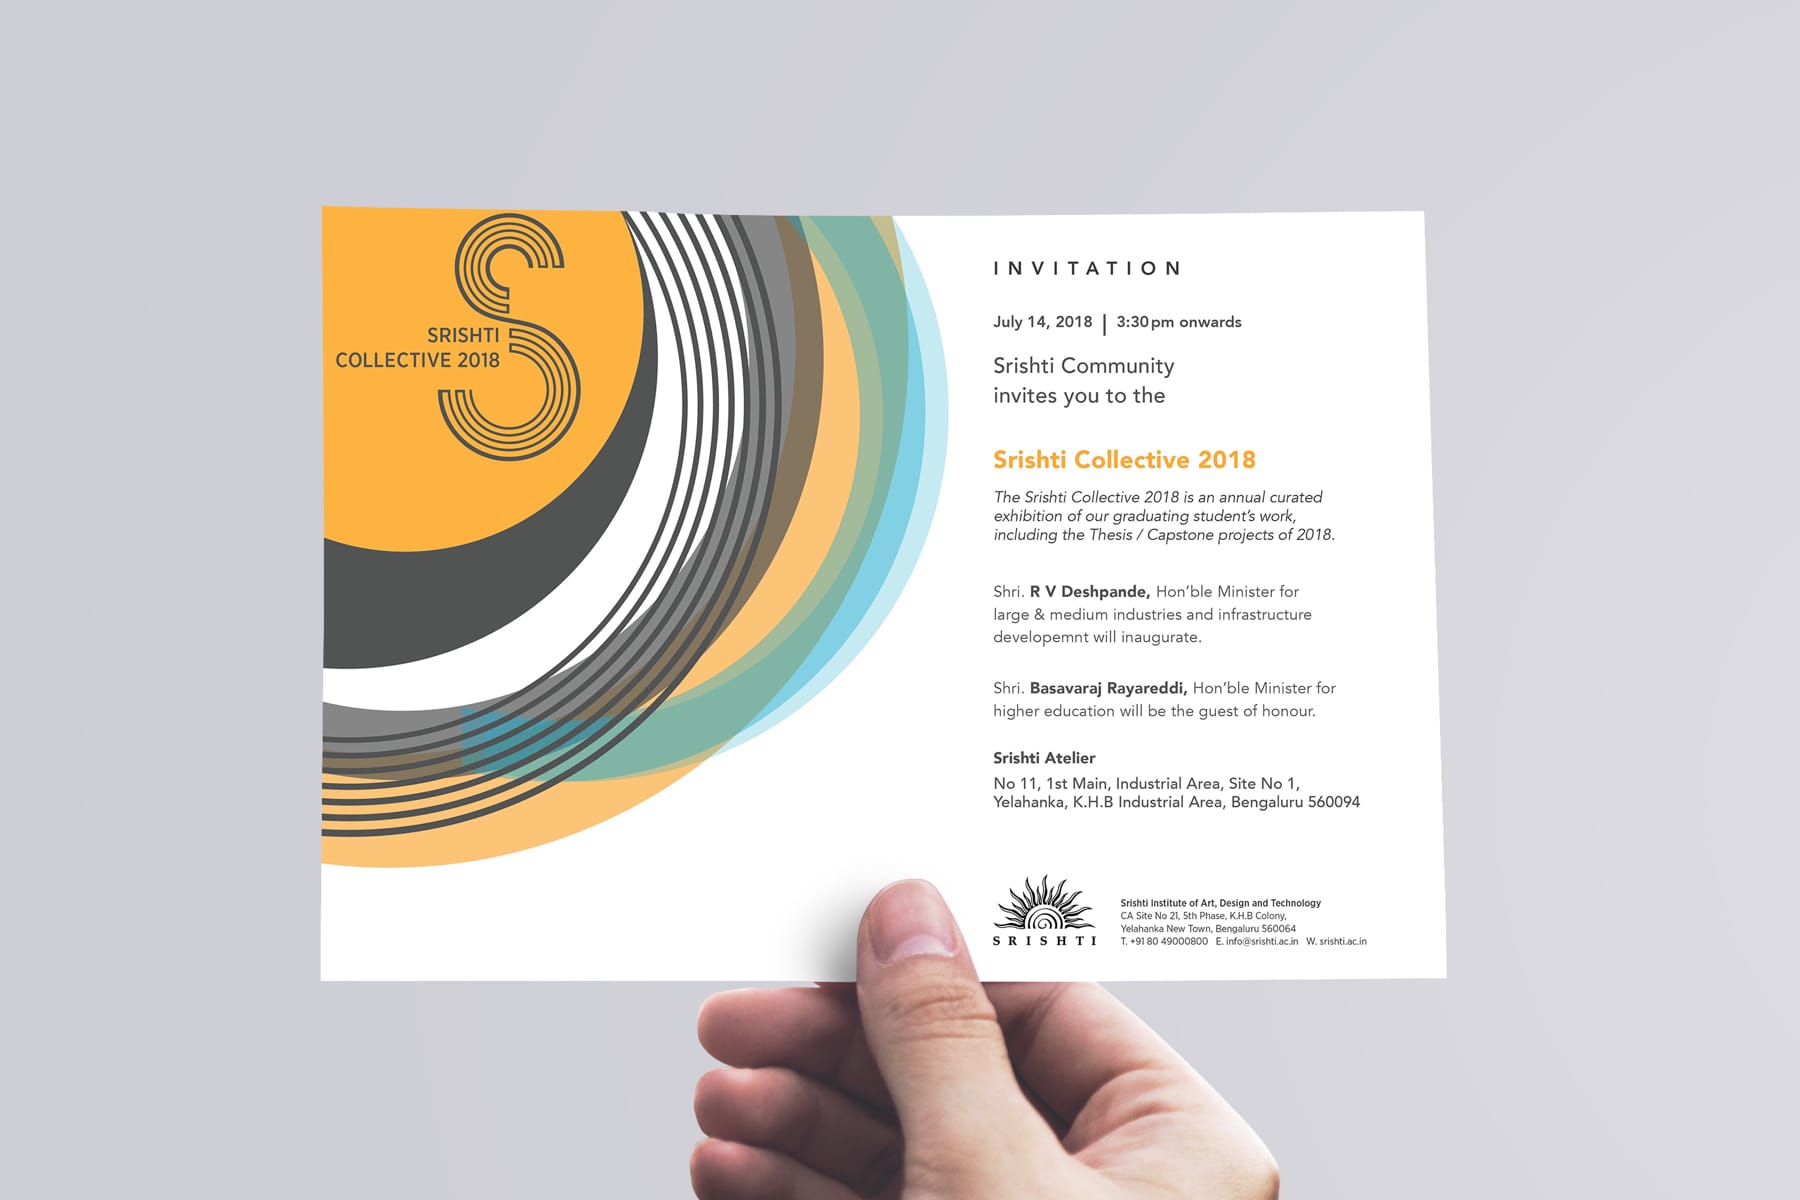 SRISHTI
COLLECTIVE 2018
INVITATION
July 14, 2018 | 3:30pm onwards
Srishti Community
invites you to the
Srishti Collective 2018
The Srishti Collective 2018 is an annual curated
exhibition of our graduating student's work,
including the Thesis / Capstone projects of 2018.
Shri. R V Deshpande, Hon'ble Minister for
large & medium industries and infrastructure
developemnt will inaugurate.
Shri. Basavaraj Rayareddi, Hon'ble Minister for
higher education will be the guest of honour.
Srishti Atelier
No 11, 1st Main, Industrial Area, Site No 1,
Yelahanka, K.H.B Industrial Area, Bengaluru 560094
SRISHTI
Srishti Institute of Art, Design and Technology
CA Site No 21, 5th Phase, K.H.B Colony,
Yelahanka New Town, Bengaluru 560064
T. +91 80 49000800 E. info@srishti.ac.in W. srishti.ac.in